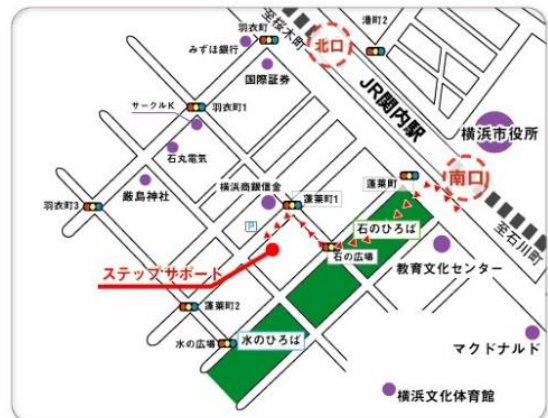 至桜木町
港町2
羽衣町
北口
みずほ銀行
国際証券
JR関内駅
サークルK
羽衣町1
横浜市役所
石丸電気
蓬莱町
南口
厳島神社
横浜商銀信金
蓬莱町1
羽衣町3
P
石のひろば
至石川町
石の広場
教育文化センター
ステップサポート
蓬莱町2
水の広場
水のひろば
マクドナルド
横浜文化体育館